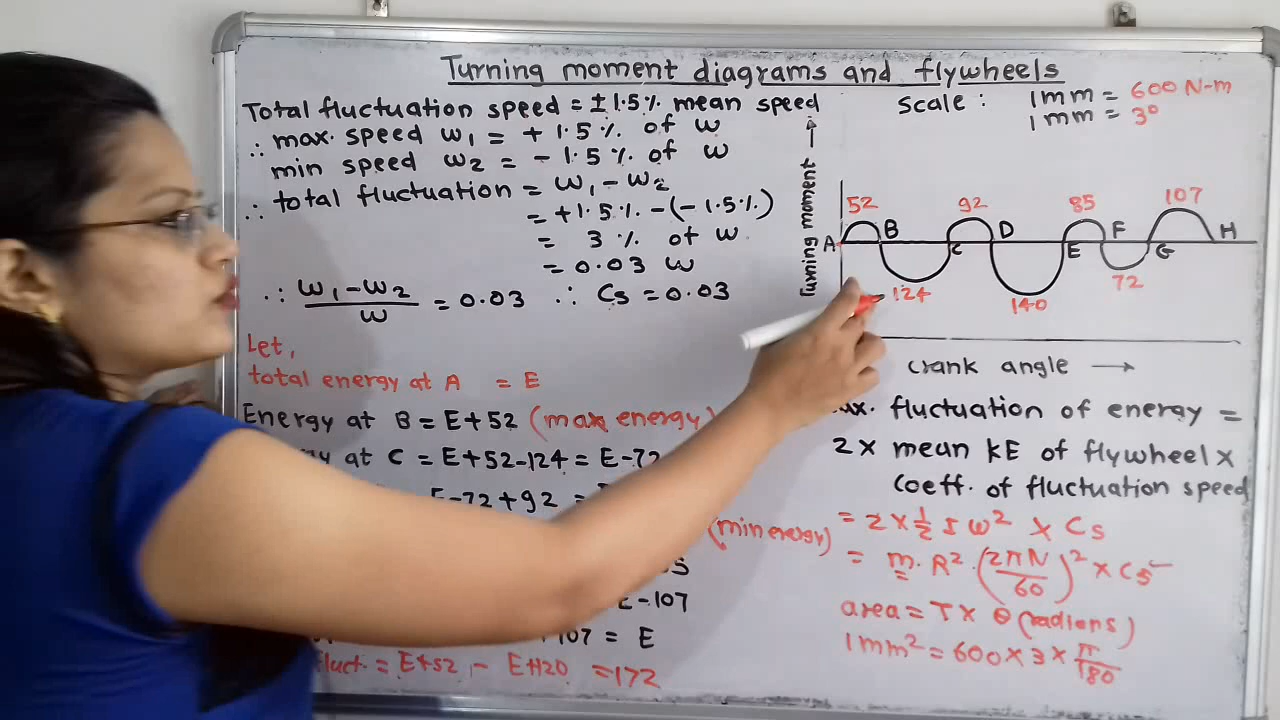 Turning moment diagrams and flywheels
Total fluctuation speed = ± 1.5% mean speed
∴ max. speed ω1 = + 1.5 % of ω
min speed ω2 = - 1.5 % of ω
∴ total fluctuation = ω1 - ω2
= +1.5% - (-1.5%)
= 3 % of ω
= 0.03 ω
∴ ω1-ω2 / ω = 0.03 ∴ Cs = 0.03
Let,
total energy at A = E
Energy at B = E+52 (max energy)
at C = E+52-124 = E-72
E-72+92 =
(min energy)
E-107
107 = E
fluct. = E+52 - E+120 = 172
Scale : 1mm = 600 N-m
1mm = 3°
Turning moment →
52 92 85 107
A B C D E F G H
124 140 72
crank angle →
fluctuation of energy =
2 x mean KE of flywheel x
Coeff. of fluctuation speed
= 2 x 1/2 I ω² x Cs
= m. R². (2πN/60)² x Cs
area = T x θ (radians)
1mm² = 600 x 3 x π/180